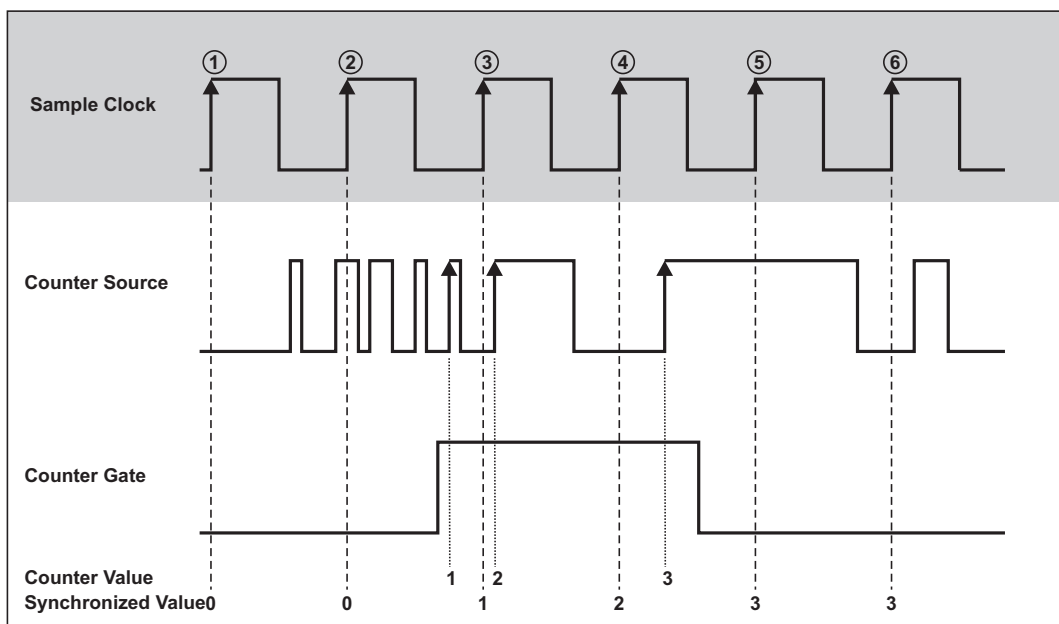 ① ② ③ ④ ⑤ ⑥
Sample Clock
Counter Source
Counter Gate
Counter Value 1 2 3
Synchronized Value0 0 1 2 3 3